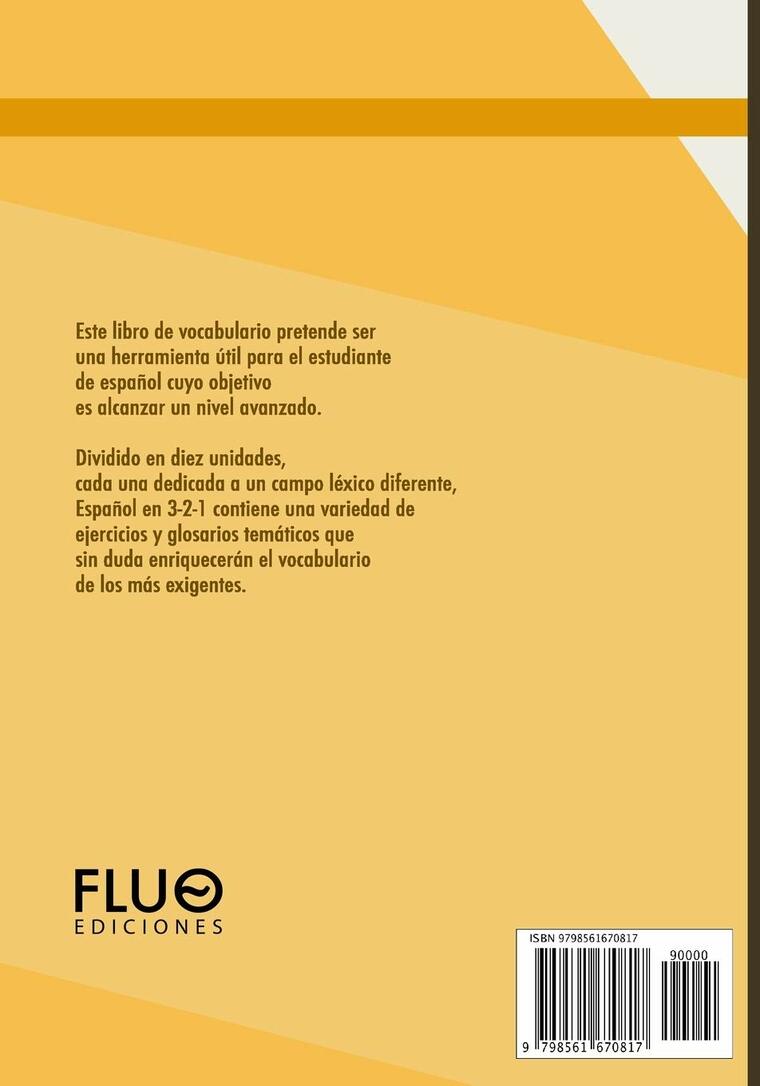 Este libro de vocabulario pretende ser
una herramienta útil para el estudiante
de español cuyo objetivo
es alcanzar un nivel avanzado.
Dividido en diez unidades,
cada una dedicada a un campo léxico diferente,
Español en 3-2-1 contiene una variedad de
ejercicios y glosarios temáticos que
sin duda enriquecerán el vocabulario
de los más exigentes.
FLUO
EDICIONES
ISBN 9798561670817
90000
9 798561 670817